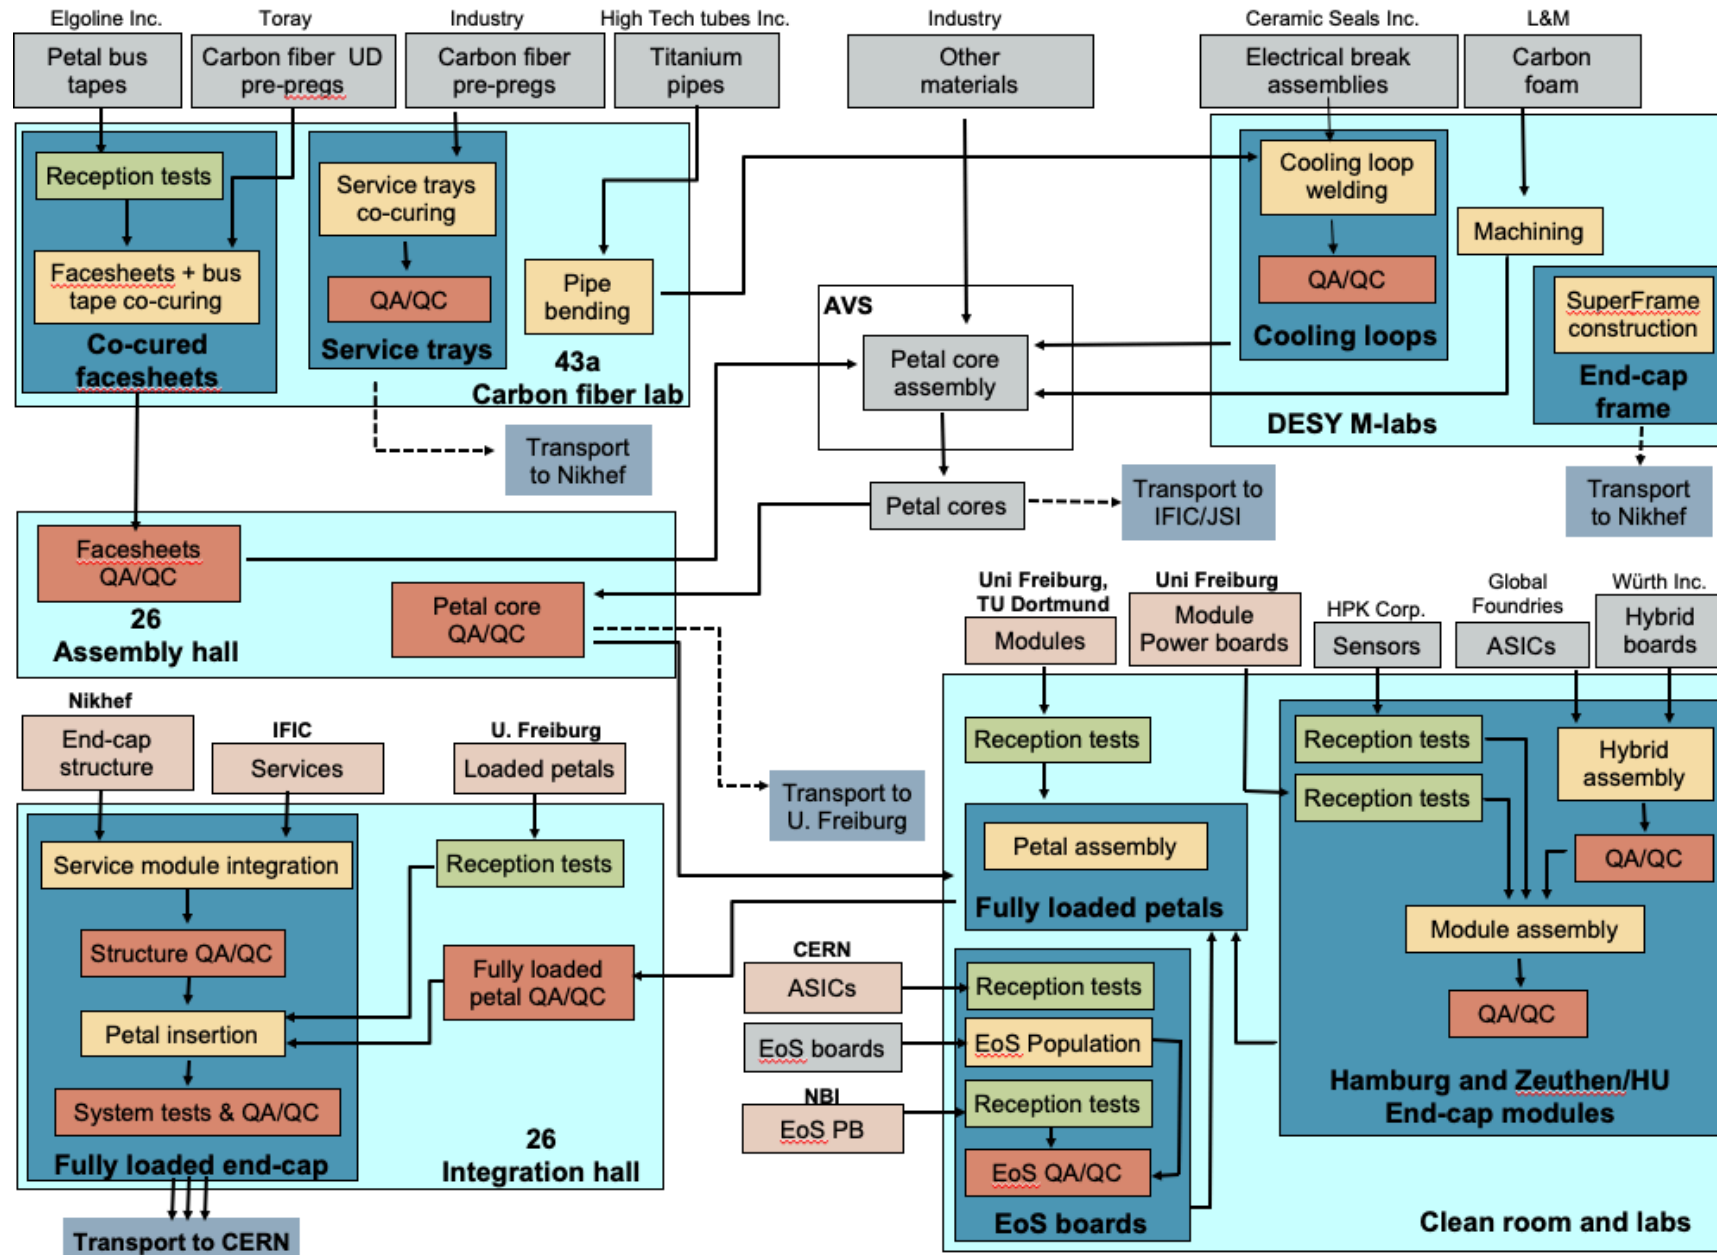 Elgoline Inc.
Toray
Industry
High Tech tubes Inc.
Industry
Ceramic Seals Inc.
L&M
Petal bus
tapes
Carbon fiber UD
pre-pregs
Carbon fiber
pre-pregs
Titanium
pipes
Other
materials
Electrical break
assemblies
Carbon
foam
Reception tests
Facesheets + bus
tape co-curing
Co-cured
facesheets
Service trays
co-curing
QA/QC
Service trays
Pipe
bending
43a
Carbon fiber lab
Transport
to Nikhef
AVS
Petal core
assembly
Petal cores
Transport to
IFIC/JSI
Cooling loop
welding
QA/QC
Cooling loops
Machining
SuperFrame
construction
End-cap
frame
DESY M-labs
Transport
to Nikhef
Facesheets
QA/QC
26
Assembly hall
Petal core
QA/QC
Transport to
U. Freiburg
Nikhef
End-cap
structure
IFIC
Services
U. Freiburg
Loaded petals
Service module integration
Structure QA/QC
Petal insertion
System tests & QA/QC
Fully loaded end-cap
Reception tests
Fully loaded
petal QA/QC
26
Integration hall
Transport to CERN
Uni Freiburg,
TU Dortmund
Modules
Uni Freiburg
Module
Power boards
HPK Corp.
Sensors
Global
Foundries
ASICs
Würth Inc.
Hybrid
boards
Reception tests
Petal assembly
Fully loaded petals
Reception tests
Reception tests
Hybrid
assembly
QA/QC
Module assembly
QA/QC
Hamburg and Zeuthen/HU
End-cap modules
CERN
ASICs
EoS boards
NBI
EoS PB
Reception tests
EoS Population
Reception tests
EoS QA/QC
EoS boards
Clean room and labs